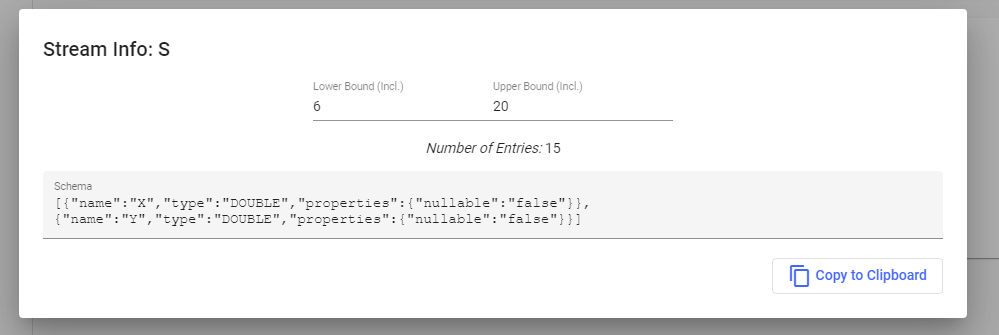 Stream Info: S
Lower Bound (Incl.) Upper Bound (Incl.)
6 20
Number of Entries: 15
Schema
[{"name":"X","type":"DOUBLE","properties":{"nullable":"false"}},
{"name":"Y","type":"DOUBLE","properties":{"nullable":"false"}}]
Copy to Clipboard